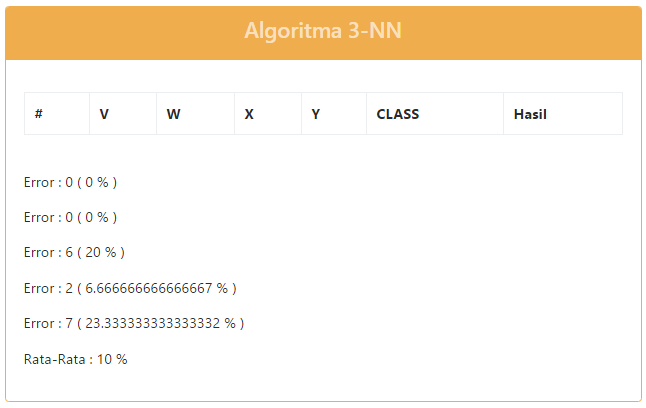 Algoritma 3-NN
# V W X Y CLASS Hasil
Error : 0 ( 0 % )
Error : 0 ( 0 % )
Error : 6 ( 20 % )
Error : 2 ( 6.666666666666667 % )
Error : 7 ( 23.333333333333332 % )
Rata-Rata : 10 %